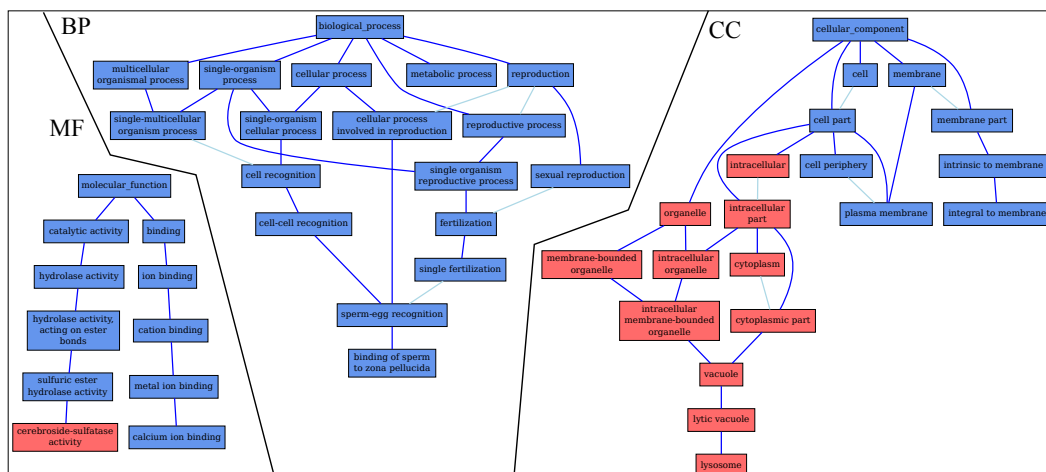 BP
biological_process
multicellular
organismal process
single-organism
process
cellular process
metabolic process
reproduction
single-multicellular
organism process
single-organism
cellular process
cellular process
involved in reproduction
reproductive process
cell recognition
single organism
reproductive process
sexual reproduction
cell-cell recognition
fertilization
single fertilization
sperm-egg recognition
binding of sperm
to zona pellucida
MF
molecular_function
catalytic activity
binding
hydrolase activity
ion binding
hydrolase activity,
acting on ester
bonds
cation binding
sulfuric ester
hydrolase activity
metal ion binding
cerebroside-sulfatase
activity
calcium ion binding
CC
cellular_component
cell
membrane
cell part
membrane part
intracellular
cell periphery
intrinsic to membrane
organelle
intracellular
part
plasma membrane
integral to membrane
membrane-bounded
organelle
intracellular
organelle
cytoplasm
intracellular
membrane-bounded
organelle
cytoplasmic part
vacuole
lytic vacuole
lysosome